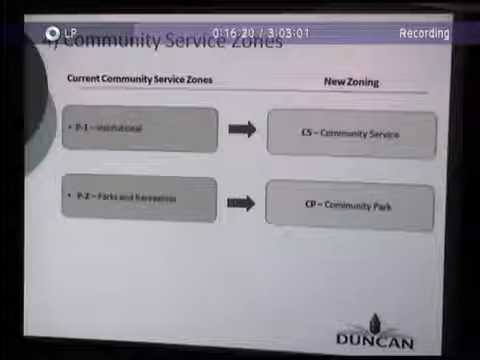 LP 0:16:20 / 3:03:01 Recording
4) Community Service Zones
Current Community Service Zones New Zoning
• P-1 – Institutional CS – Community Service
• P-2 – Parks and Recreation CP – Community Park
DUNCAN